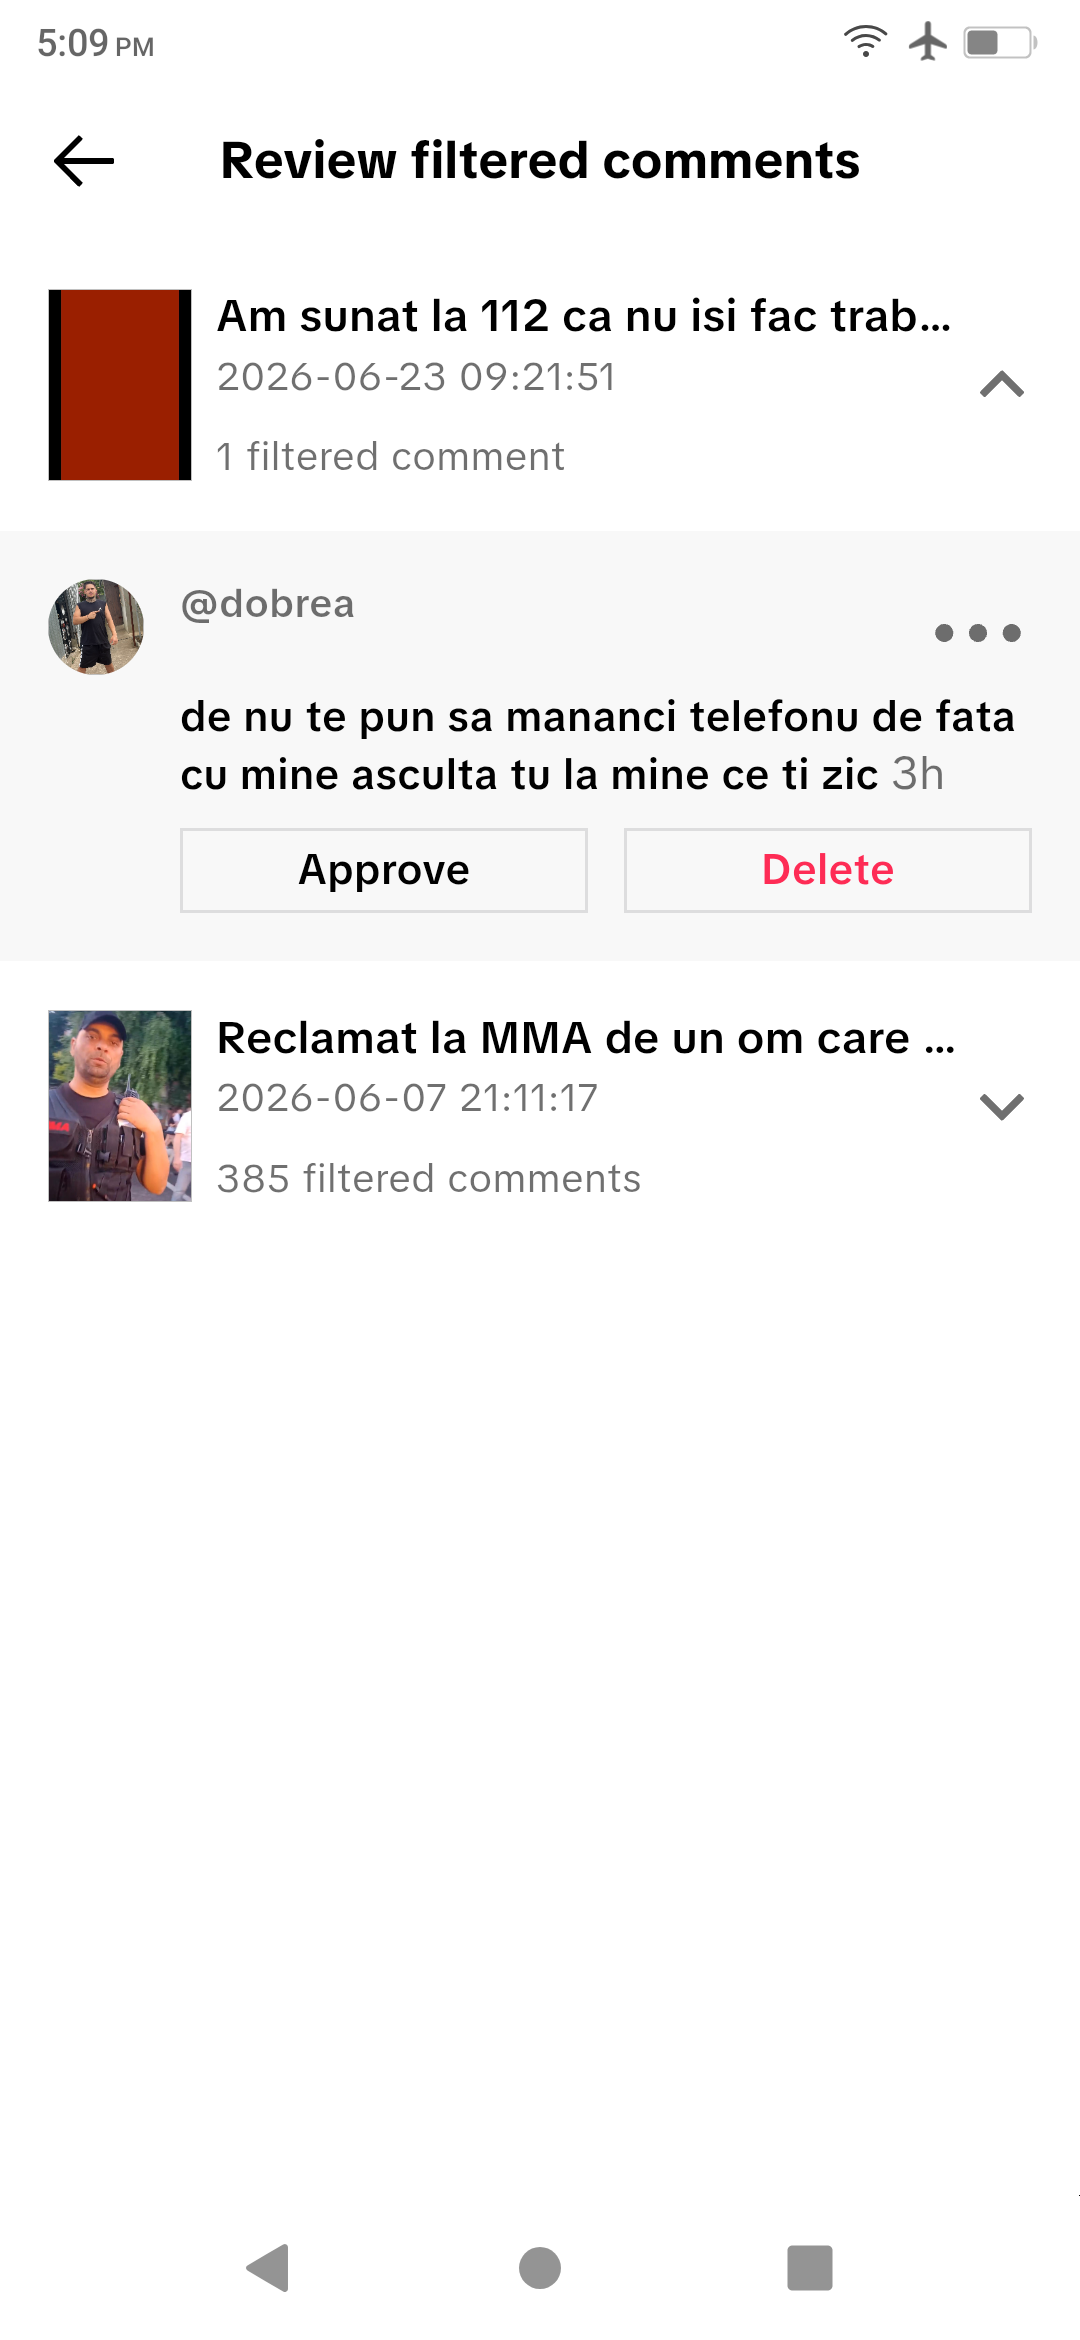 5:09 PM
Review filtered comments
Am sunat la 112 ca nu isi fac trab...
2026-06-23 09:21:51
1 filtered comment
@dobrea
de nu te pun sa mananci telefonu de fata
cu mine asculta tu la mine ce ti zic 3h
Approve
Delete
Reclamat la MMA de un om care ...
2026-06-07 21:11:17
385 filtered comments